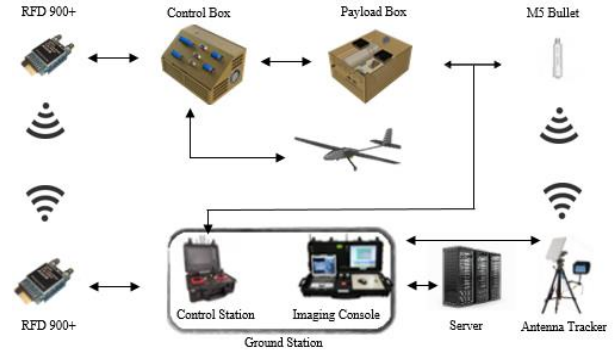 RFD 900+
Control Box
Payload Box
M5 Bullet
Control Station
Imaging Console
RFD 900+
Ground Station
Server
Antenna Tracker